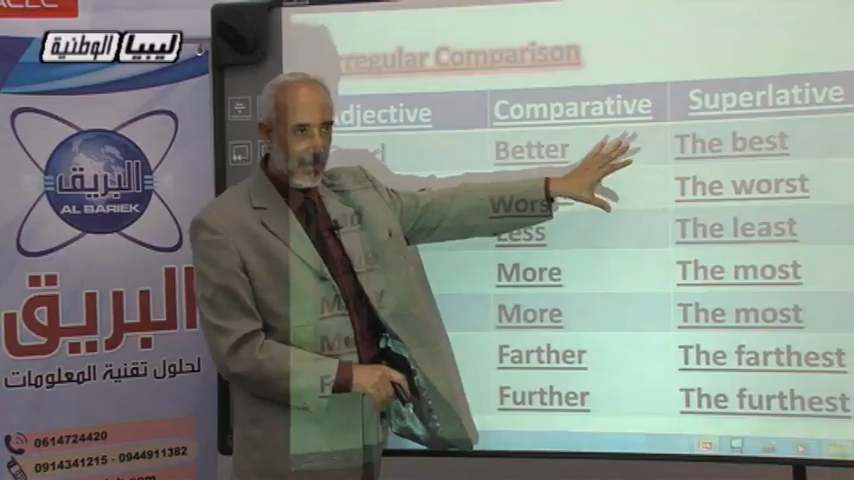 ليبيا الوطنية
البريق
AL BARIEK
البريق
لحلول تقنية المعلومات
0614724420
0914341215 - 0944911382
rregular Comparison
Adjective Comparative Superlative
Better The best
Worse The worst
Less The least
More The most
More The most
Farther The farthest
Further The furthest